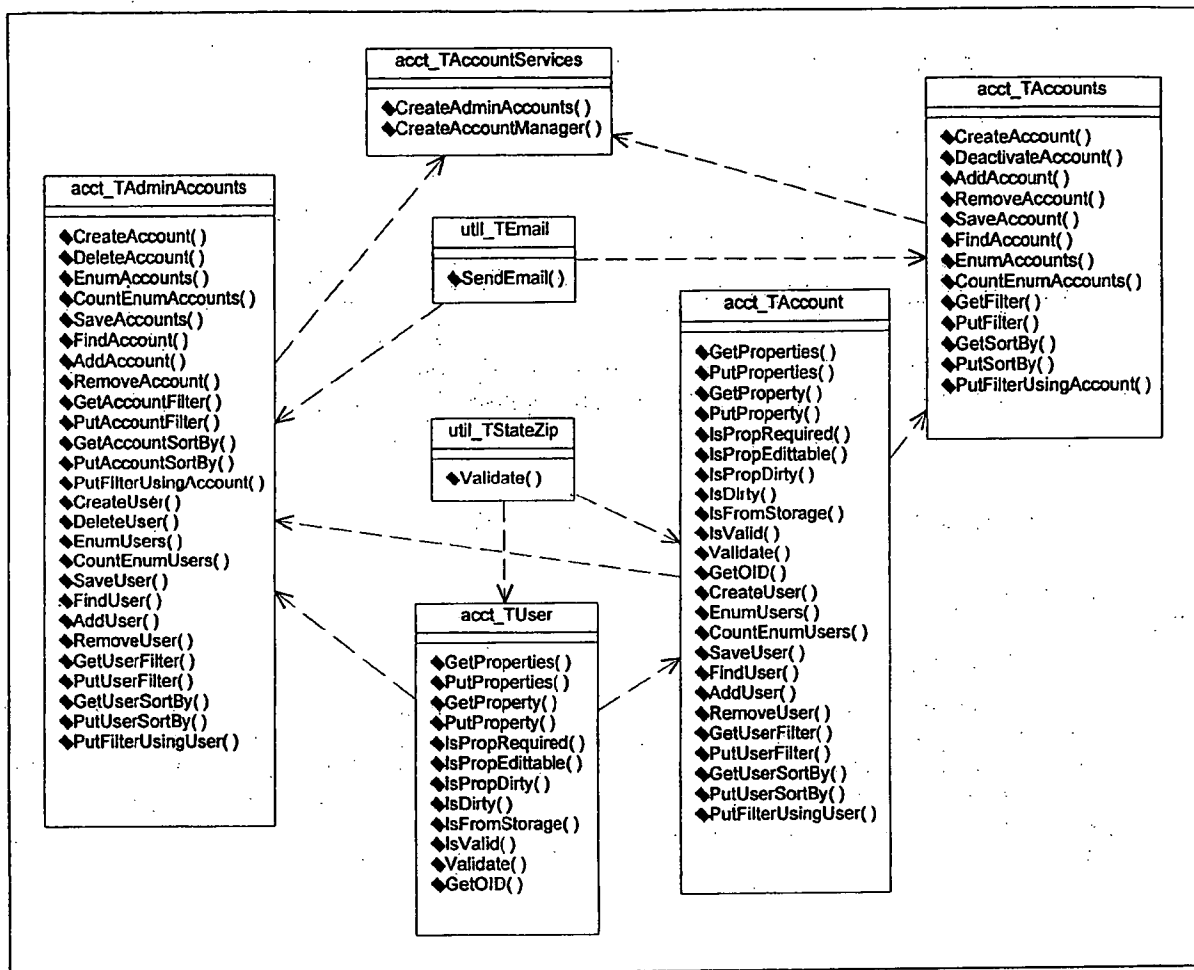 acct_TAccountServices
CreateAdminAccounts( )
CreateAccountManager( )
acct_TAccounts
CreateAccount( )
DeactivateAccount( )
AddAccount( )
RemoveAccount( )
SaveAccount( )
FindAccount( )
EnumAccounts( )
CountEnumAccounts( )
GetFilter( )
PutFilter( )
GetSortBy( )
PutSortBy( )
PutFilterUsingAccount( )
acct_TAdminAccounts
CreateAccount( )
DeleteAccount( )
EnumAccounts( )
CountEnumAccounts( )
SaveAccounts( )
FindAccount( )
AddAccount( )
RemoveAccount( )
GetAccountFilter( )
PutAccountFilter( )
GetAccountSortBy( )
PutAccountSortBy( )
PutFilterUsingAccount( )
CreateUser( )
DeleteUser( )
EnumUsers( )
CountEnumUsers( )
SaveUser( )
FindUser( )
AddUser( )
RemoveUser( )
GetUserFilter( )
PutUserFilter( )
GetUserSortBy( )
PutUserSortBy( )
PutFilterUsingUser( )
util_TEmail
SendEmail( )
acct_TAccount
GetProperties( )
PutProperties( )
GetProperty( )
PutProperty( )
IsPropRequired( )
IsPropEdittable( )
IsPropDirty( )
IsDirty( )
IsFromStorage( )
IsValid( )
Validate( )
GetOID( )
CreateUser( )
EnumUsers( )
CountEnumUsers( )
SaveUser( )
FindUser( )
AddUser( )
RemoveUser( )
GetUserFilter( )
PutUserFilter( )
GetUserSortBy( )
PutUserSortBy( )
PutFilterUsingUser( )
util_TStateZip
Validate( )
acct_TUser
GetProperties( )
PutProperties( )
GetProperty( )
PutProperty( )
IsPropRequired( )
IsPropEdittable( )
IsPropDirty( )
IsDirty( )
IsFromStorage( )
IsValid( )
Validate( )
GetOID( )